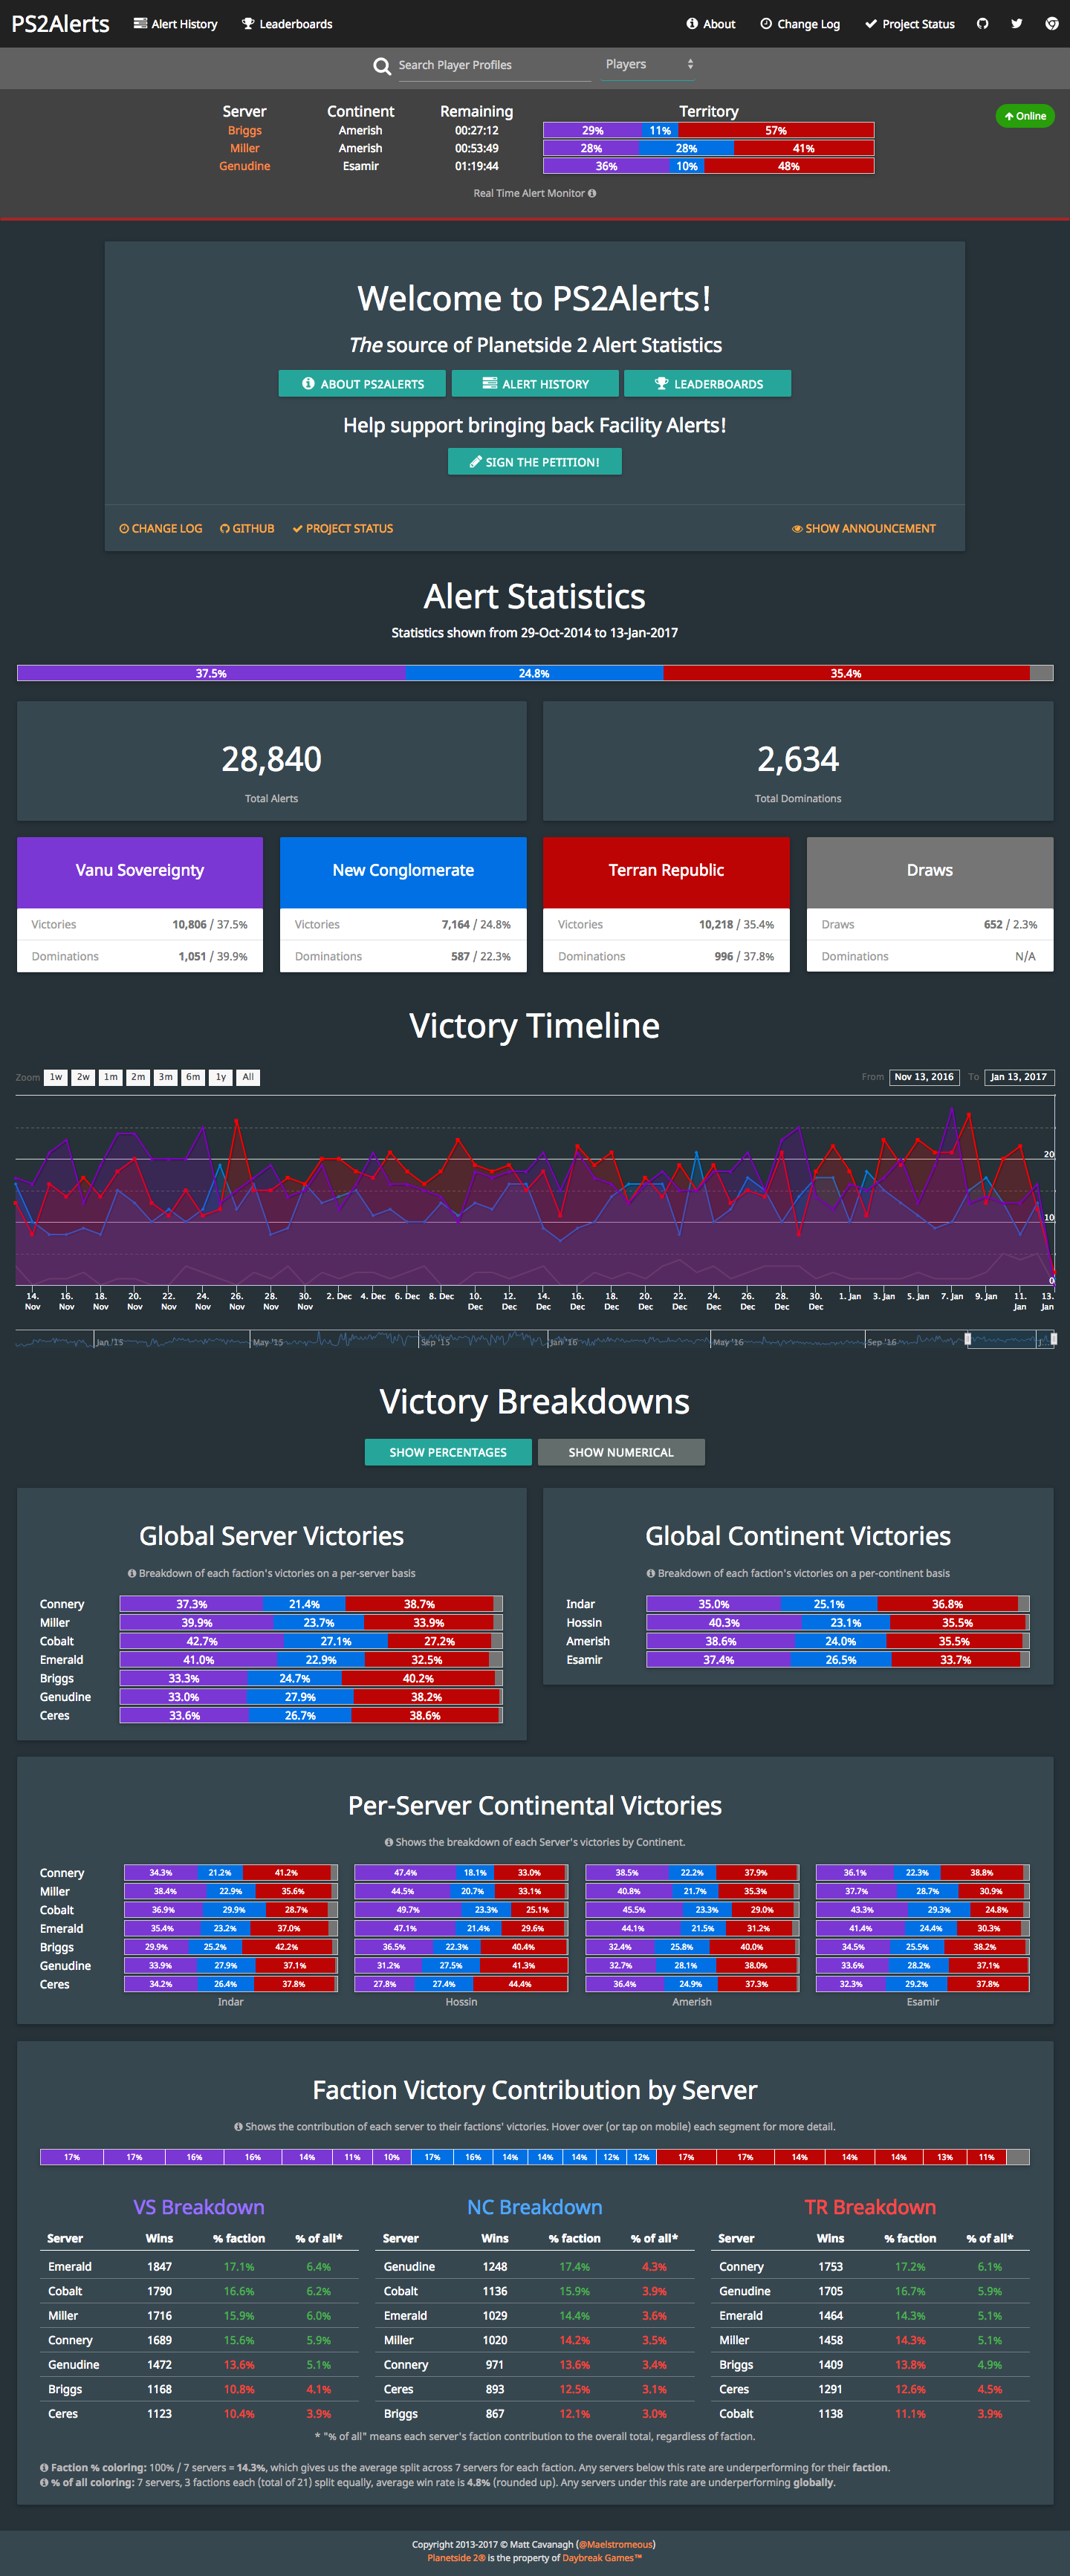 PS2Alerts Alert History Leaderboards About Change Log Project Status
Search Player Profiles Players
Server Continent Remaining Territory
Online
Briggs Amerish 00:27:12 29% 11% 57%
Miller Amerish 00:53:49 28% 28% 41%
Genudine Esamir 01:19:44 36% 10% 48%
Real Time Alert Monitor
Welcome to PS2Alerts!
The source of Planetside 2 Alert Statistics
ABOUT PS2ALERTS ALERT HISTORY LEADERBOARDS
Help support bringing back Facility Alerts!
SIGN THE PETITION!
CHANGE LOG GITHUB PROJECT STATUS SHOW ANNOUNCEMENT
Alert Statistics
Statistics shown from 29-Oct-2014 to 13-Jan-2017
37.5% 24.8% 35.4%
28,840 2,634
Total Alerts Total Dominations
Vanu Sovereignty New Conglomerate Terran Republic Draws
Victories 10,806 / 37.5% Victories 7,164 / 24.8% Victories 10,218 / 35.4% Draws 652 / 2.3%
Dominations 1,051 / 39.9% Dominations 587 / 22.3% Dominations 996 / 37.8% Dominations N/A
Victory Timeline
Zoom 1w 2w 1m 2m 3m 6m 1y All From Nov 13, 2016 To Jan 13, 2017
20
10
0
14. Nov 16. Nov 18. Nov 20. Nov 22. Nov 24. Nov 26. Nov 28. Nov 30. Nov 2. Dec 4. Dec 6. Dec 8. Dec 10. Dec 12. Dec 14. Dec 16. Dec 18. Dec 20. Dec 22. Dec 24. Dec 26. Dec 28. Dec 30. Dec 1. Jan 3. Jan 5. Jan 7. Jan 9. Jan 11. Jan 13. Jan
Jan '15 May '15 Sep '15 Jan '16 May '16 Sep '16 J...
Victory Breakdowns
SHOW PERCENTAGES SHOW NUMERICAL
Global Server Victories
Breakdown of each faction's victories on a per-server basis
Connery 37.3% 21.4% 38.7%
Miller 39.9% 23.7% 33.9%
Cobalt 42.7% 27.1% 27.2%
Emerald 41.0% 22.9% 32.5%
Briggs 33.3% 24.7% 40.2%
Genudine 33.0% 27.9% 38.2%
Ceres 33.6% 26.7% 38.6%
Global Continent Victories
Breakdown of each faction's victories on a per-continent basis
Indar 35.0% 25.1% 36.8%
Hossin 40.3% 23.1% 35.5%
Amerish 38.6% 24.0% 35.5%
Esamir 37.4% 26.5% 33.7%
Per-Server Continental Victories
Shows the breakdown of each Server's victories by Continent.
Connery 34.3% 21.2% 41.2% 47.4% 18.1% 33.0% 38.5% 22.2% 37.9% 36.1% 22.3% 38.8%
Miller 38.4% 22.9% 35.6% 44.5% 20.7% 33.1% 40.8% 21.7% 35.3% 37.7% 28.7% 30.9%
Cobalt 36.9% 29.9% 28.7% 49.7% 23.3% 25.1% 45.5% 23.3% 29.0% 43.3% 29.3% 24.8%
Emerald 35.4% 23.2% 37.0% 47.1% 21.4% 29.6% 44.1% 21.5% 31.2% 41.4% 24.4% 30.3%
Briggs 29.9% 25.2% 42.2% 36.5% 22.3% 40.4% 32.4% 25.8% 40.0% 34.5% 25.5% 38.2%
Genudine 33.9% 27.9% 37.1% 31.2% 27.5% 41.3% 32.7% 28.1% 38.0% 33.6% 28.2% 37.1%
Ceres 34.2% 26.4% 37.8% 27.8% 27.4% 44.4% 36.4% 24.9% 37.3% 32.3% 29.2% 37.8%
Indar Hossin Amerish Esamir
Faction Victory Contribution by Server
Shows the contribution of each server to their factions' victories. Hover over (or tap on mobile) each segment for more detail.
17% 17% 16% 16% 14% 11% 10% 17% 16% 14% 14% 14% 12% 12% 17% 17% 14% 14% 14% 13% 11%
VS Breakdown NC Breakdown TR Breakdown
Server Wins % faction % of all* Server Wins % faction % of all* Server Wins % faction % of all*
Emerald 1847 17.1% 6.4% Genudine 1248 17.4% 4.3% Connery 1753 17.2% 6.1%
Cobalt 1790 16.6% 6.2% Cobalt 1136 15.9% 3.9% Genudine 1705 16.7% 5.9%
Miller 1716 15.9% 6.0% Emerald 1029 14.4% 3.6% Emerald 1464 14.3% 5.1%
Connery 1689 15.6% 5.9% Miller 1020 14.2% 3.5% Miller 1458 14.3% 5.1%
Genudine 1472 13.6% 5.1% Connery 971 13.6% 3.4% Briggs 1409 13.8% 4.9%
Briggs 1168 10.8% 4.1% Ceres 893 12.5% 3.1% Ceres 1291 12.6% 4.5%
Ceres 1123 10.4% 3.9% Briggs 867 12.1% 3.0% Cobalt 1138 11.1% 3.9%
* "% of all" means each server's faction contribution to the overall total, regardless of faction.
Faction % coloring: 100% / 7 servers = 14.3%, which gives us the average split across 7 servers for each faction. Any servers below this rate are underperforming for their faction.
% of all coloring: 7 servers, 3 factions each (total of 21) split equally, average win rate is 4.8% (rounded up). Any servers under this rate are underperforming globally.
Copyright 2013-2017 © Matt Cavanagh (@Maelstromeous)
Planetside 2® is the property of Daybreak Games™